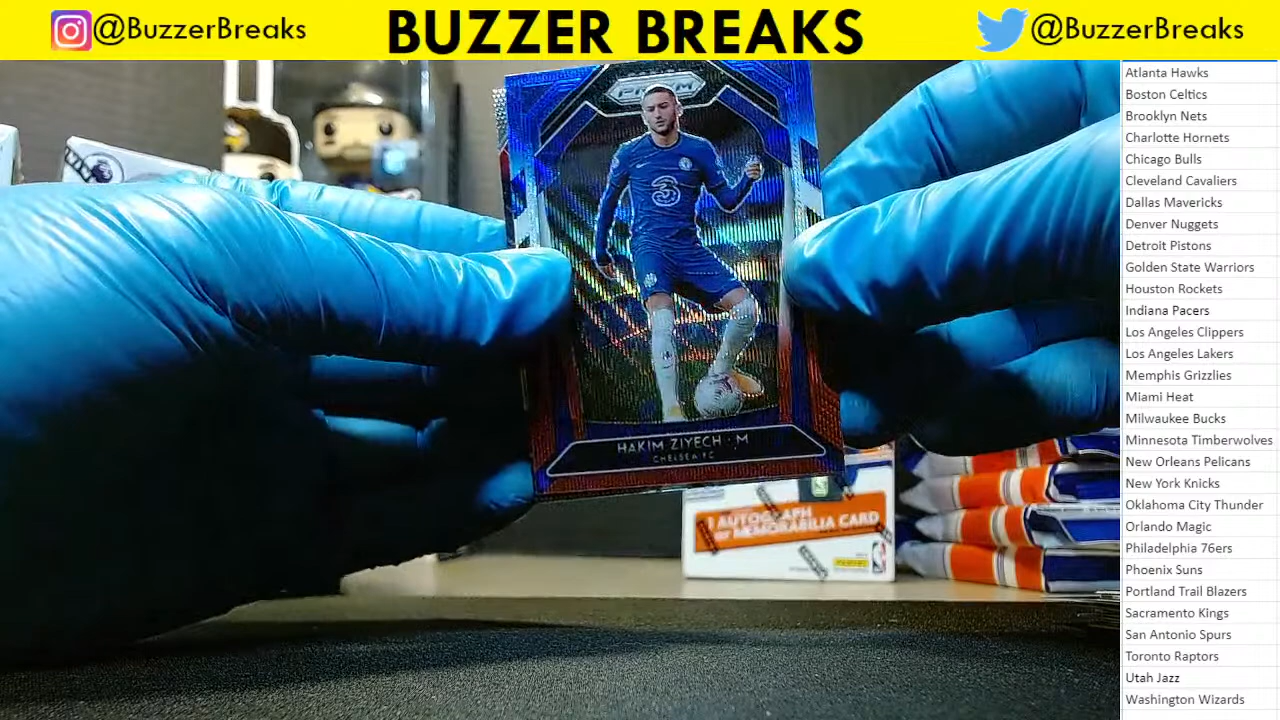 @BuzzerBreaks
BUZZER BREAKS
@BuzzerBreaks
PRIZM
3
HAKIM ZIYECH · M
CHELSEA FC
1 AUTOGRAPH
or MEMORABILIA CARD
Atlanta Hawks
Boston Celtics
Brooklyn Nets
Charlotte Hornets
Chicago Bulls
Cleveland Cavaliers
Dallas Mavericks
Denver Nuggets
Detroit Pistons
Golden State Warriors
Houston Rockets
Indiana Pacers
Los Angeles Clippers
Los Angeles Lakers
Memphis Grizzlies
Miami Heat
Milwaukee Bucks
Minnesota Timberwolves
New Orleans Pelicans
New York Knicks
Oklahoma City Thunder
Orlando Magic
Philadelphia 76ers
Phoenix Suns
Portland Trail Blazers
Sacramento Kings
San Antonio Spurs
Toronto Raptors
Utah Jazz
Washington Wizards